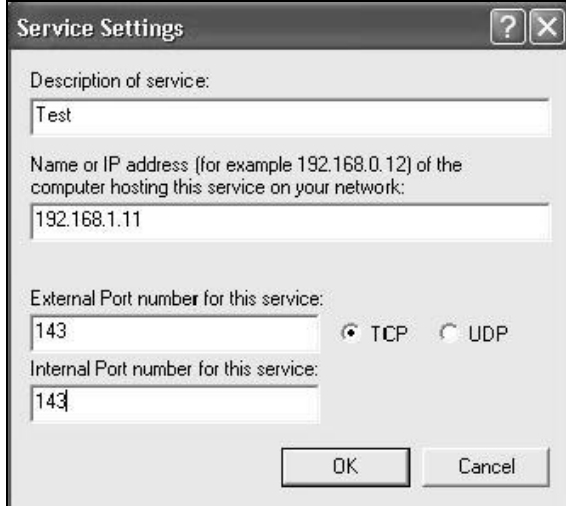 Service Settings
?
Description of service:
Test
Name or IP address (for example 192.168.0.12) of the
computer hosting this service on your network:
192.168.1.11
External Port number for this service:
143 TCP UDP
Internal Port number for this service:
143
OK Cancel